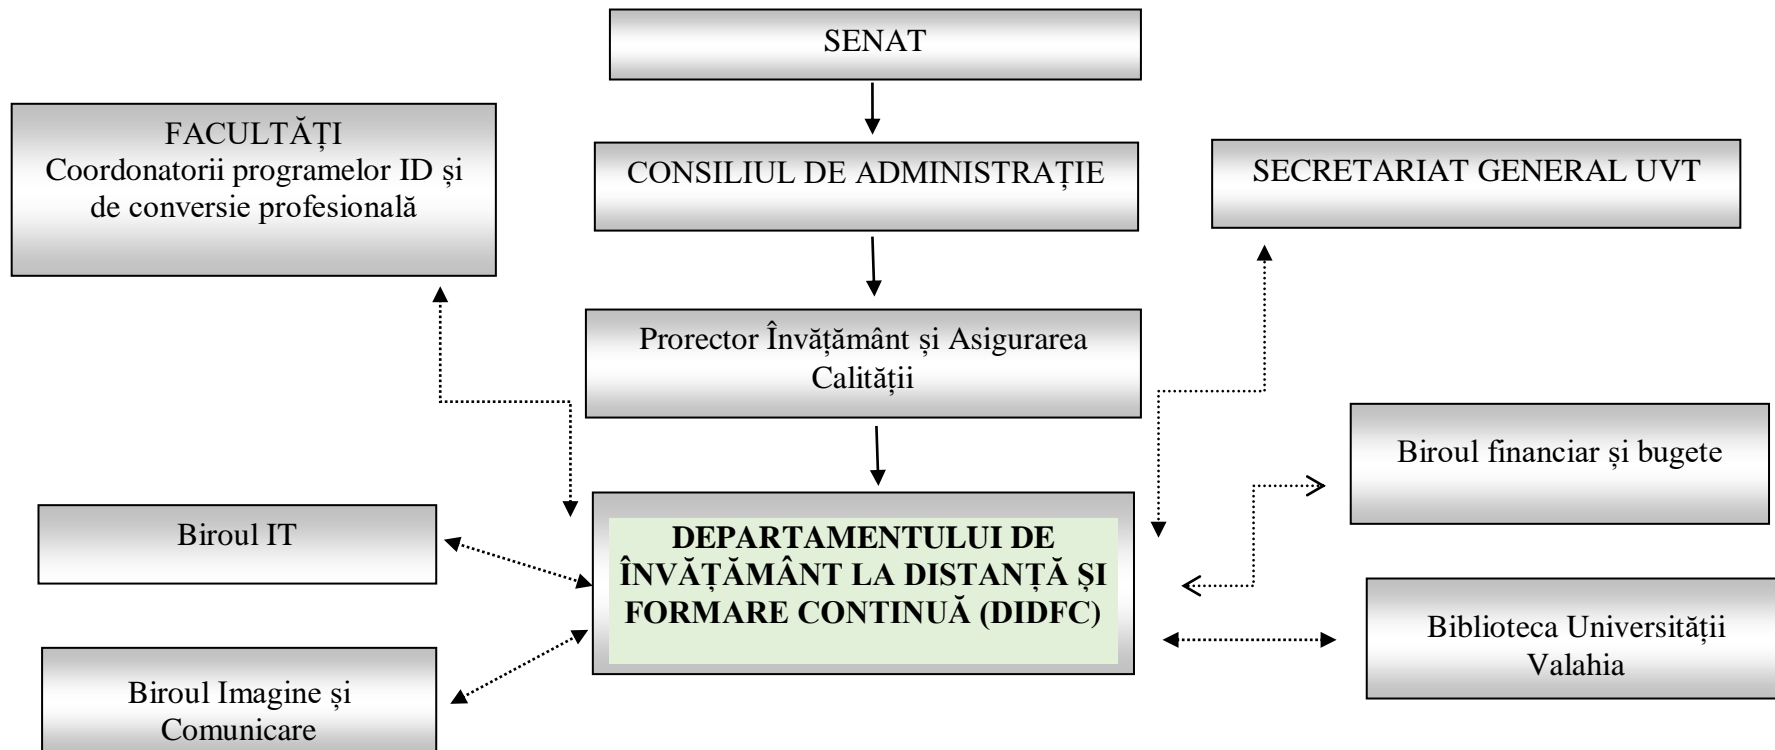 SENAT
FACULTĂȚI
Coordonatorii programelor ID și
de conversie profesională
CONSILIUL DE ADMINISTRAȚIE
SECRETARIAT GENERAL UVT
Prorector Învățământ și Asigurarea
Calității
Biroul financiar și bugete
Biroul IT
DEPARTAMENTULUI DE
ÎNVĂȚĂMÂNT LA DISTANȚĂ ȘI
FORMARE CONTINUĂ (DIDFC)
Biblioteca Universității
Valahia
Biroul Imagine și
Comunicare